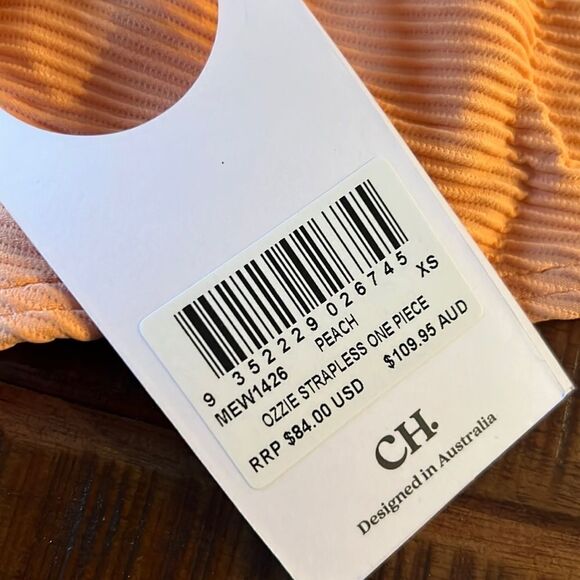 9 352229 026745 XS
MEW1426 PEACH
OZZIE STRAPLESS ONE PIECE
RRP $84.00 USD $109.95 AUD
CH.
Designed in Australia